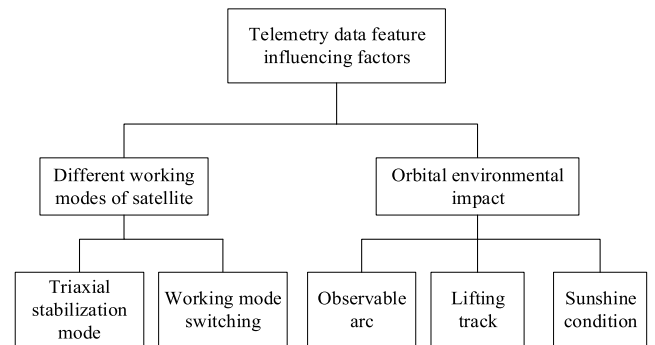 Telemetry data feature
influencing factors
Different working
modes of satellite
Orbital environmental
impact
Triaxial
stabilization
mode
Working mode
switching
Observable
arc
Lifting
track
Sunshine
condition